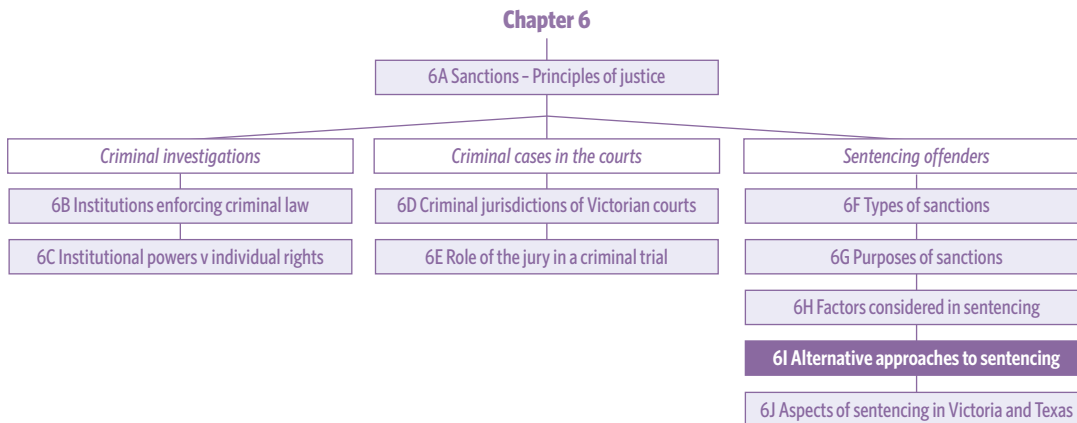 Chapter 6
6A Sanctions – Principles of justice
Criminal investigations
6B Institutions enforcing criminal law
6C Institutional powers v individual rights
Criminal cases in the courts
6D Criminal jurisdictions of Victorian courts
6E Role of the jury in a criminal trial
Sentencing offenders
6F Types of sanctions
6G Purposes of sanctions
6H Factors considered in sentencing
6I Alternative approaches to sentencing
6J Aspects of sentencing in Victoria and Texas